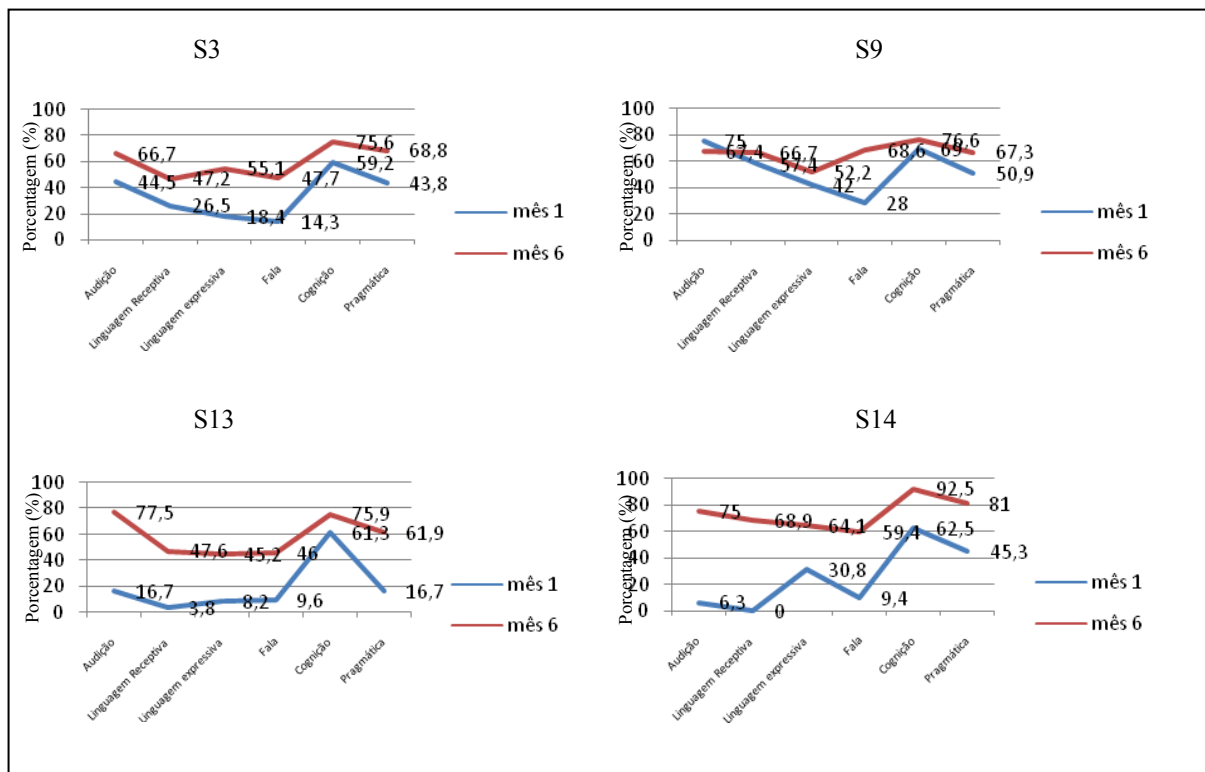 S3
100
80
60
40
20
0
Porcentagem (%)
66,7
47,2
55,1
47,7
75,6
68,8
44,5
26,5
18,4
14,3
59,2
43,8
Audição
Linguagem Receptiva
Linguagem expressiva
Fala
Cognição
Pragmática
mês 1
mês 6
S9
100
80
60
40
20
0
Porcentagem (%)
75
67,4
66,7
57,4
52,2
42
68,6
28
76,6
69
67,3
50,9
Audição
Linguagem Receptiva
Linguagem expressiva
Fala
Cognição
Pragmática
mês 1
mês 6
S13
100
80
60
40
20
0
Porcentagem (%)
77,5
47,6
45,2
46
75,9
61,9
16,7
3,8
8,2
9,6
61,3
16,7
Audição
Linguagem Receptiva
Linguagem expressiva
Fala
Cognição
Pragmática
mês 1
mês 6
S14
100
80
60
40
20
0
Porcentagem (%)
75
68,9
64,1
59,4
92,5
81
6,3
0
30,8
9,4
62,5
45,3
Audição
Linguagem Receptiva
Linguagem expressiva
Fala
Cognição
Pragmática
mês 1
mês 6